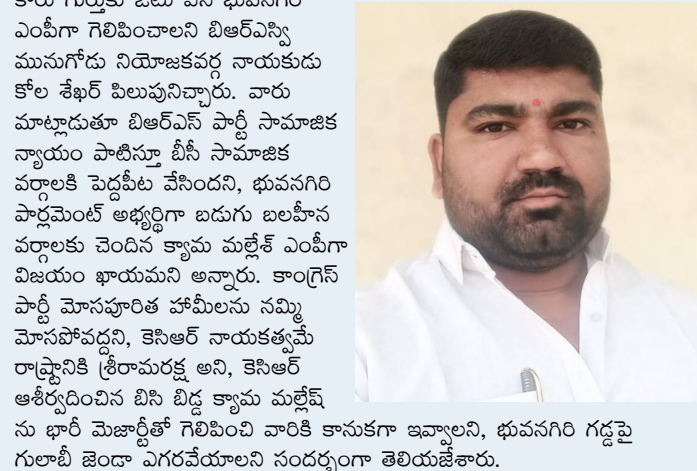 ఎంపీగా గెలిపించాలని బిఆర్ఎస్వి
మునుగోడు నియోజకవర్గ నాయకుడు
కోల శేఖర్ పిలుపునిచ్చారు. వారు
మాట్లాడుతూ బిఆర్ఎస్ పార్టీ సామాజిక
న్యాయం పాటిస్తూ బీసీ సామాజిక
వర్గాలకి పెద్దపీట వేసిందని, భువనగిరి
పార్లమెంట్ అభ్యర్థిగా బడుగు బలహీన
వర్గాలకు చెందిన క్యామ మల్లేశ్ ఎంపీగా
విజయం ఖాయమని అన్నారు. కాంగ్రెస్
పార్టీ మోసపూరిత హామీలను నమ్మి
మోసపోవద్దని, కెసిఆర్ నాయకత్వమే
రాష్ట్రానికి శ్రీరామరక్ష అని, కెసిఆర్
ఆశీర్వదించిన బిసి బిడ్డ క్యామ మల్లేష్
ను భారీ మెజార్టీతో గెలిపించి వారికి కానుకగా ఇవ్వాలని, భువనగిరి గడ్డపై
గులాబీ జెండా ఎగరవేయాలని సందర్భంగా తెలియజేశారు.